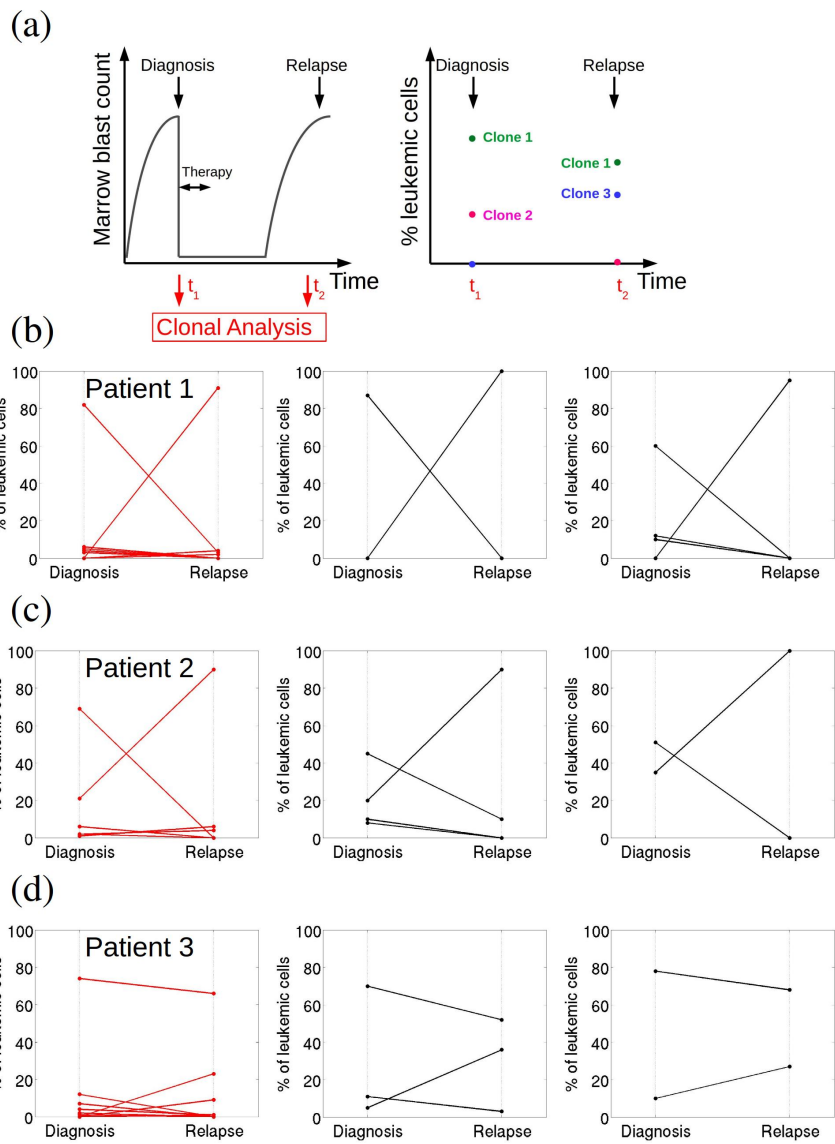 (a)
Diagnosis
Relapse
Marrow blast count
Therapy
t1
t2
Time
Clonal Analysis
Diagnosis
Relapse
% leukemic cells
Clone 1
Clone 2
Clone 1
Clone 3
t1
t2
Time
(b)
Patient 1
% of leukemic cells
100
80
60
40
20
0
Diagnosis
Relapse
% of leukemic cells
100
80
60
40
20
0
Diagnosis
Relapse
% of leukemic cells
100
80
60
40
20
0
Diagnosis
Relapse
(c)
Patient 2
of leukemic cells
100
80
60
40
20
0
Diagnosis
Relapse
% of leukemic cells
100
80
60
40
20
0
Diagnosis
Relapse
% of leukemic cells
100
80
60
40
20
0
Diagnosis
Relapse
(d)
Patient 3
of leukemic cells
100
80
60
40
20
0
Diagnosis
Relapse
% of leukemic cells
100
80
60
40
20
0
Diagnosis
Relapse
% of leukemic cells
100
80
60
40
20
0
Diagnosis
Relapse